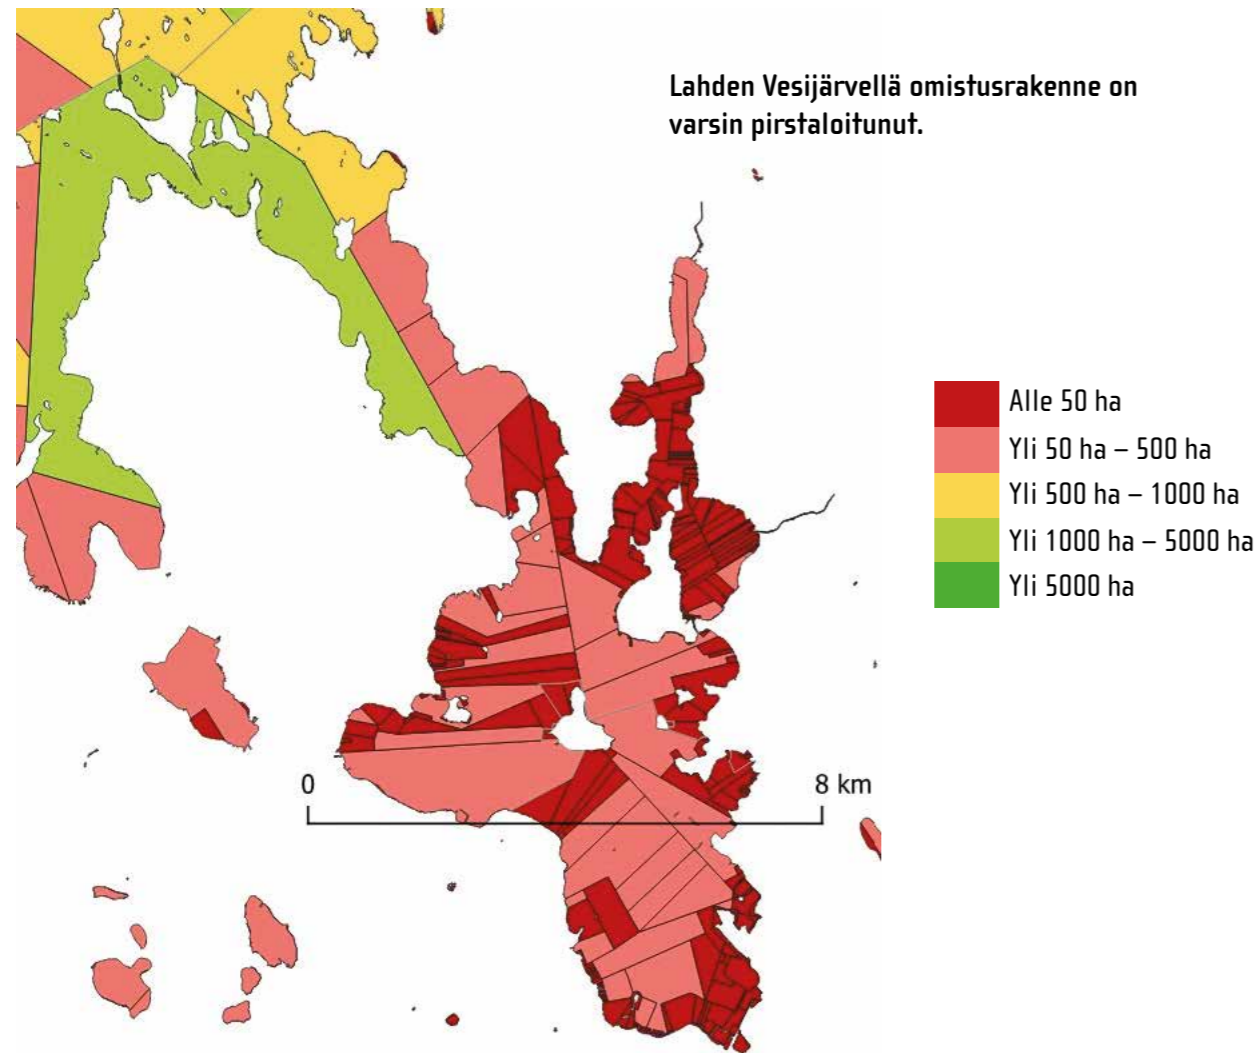 Lahden Vesijärvellä omistusrakenne on
varsin pirstaloitunut.
Alle 50 ha
Yli 50 ha – 500 ha
Yli 500 ha – 1000 ha
Yli 1000 ha – 5000 ha
Yli 5000 ha
0
8 km